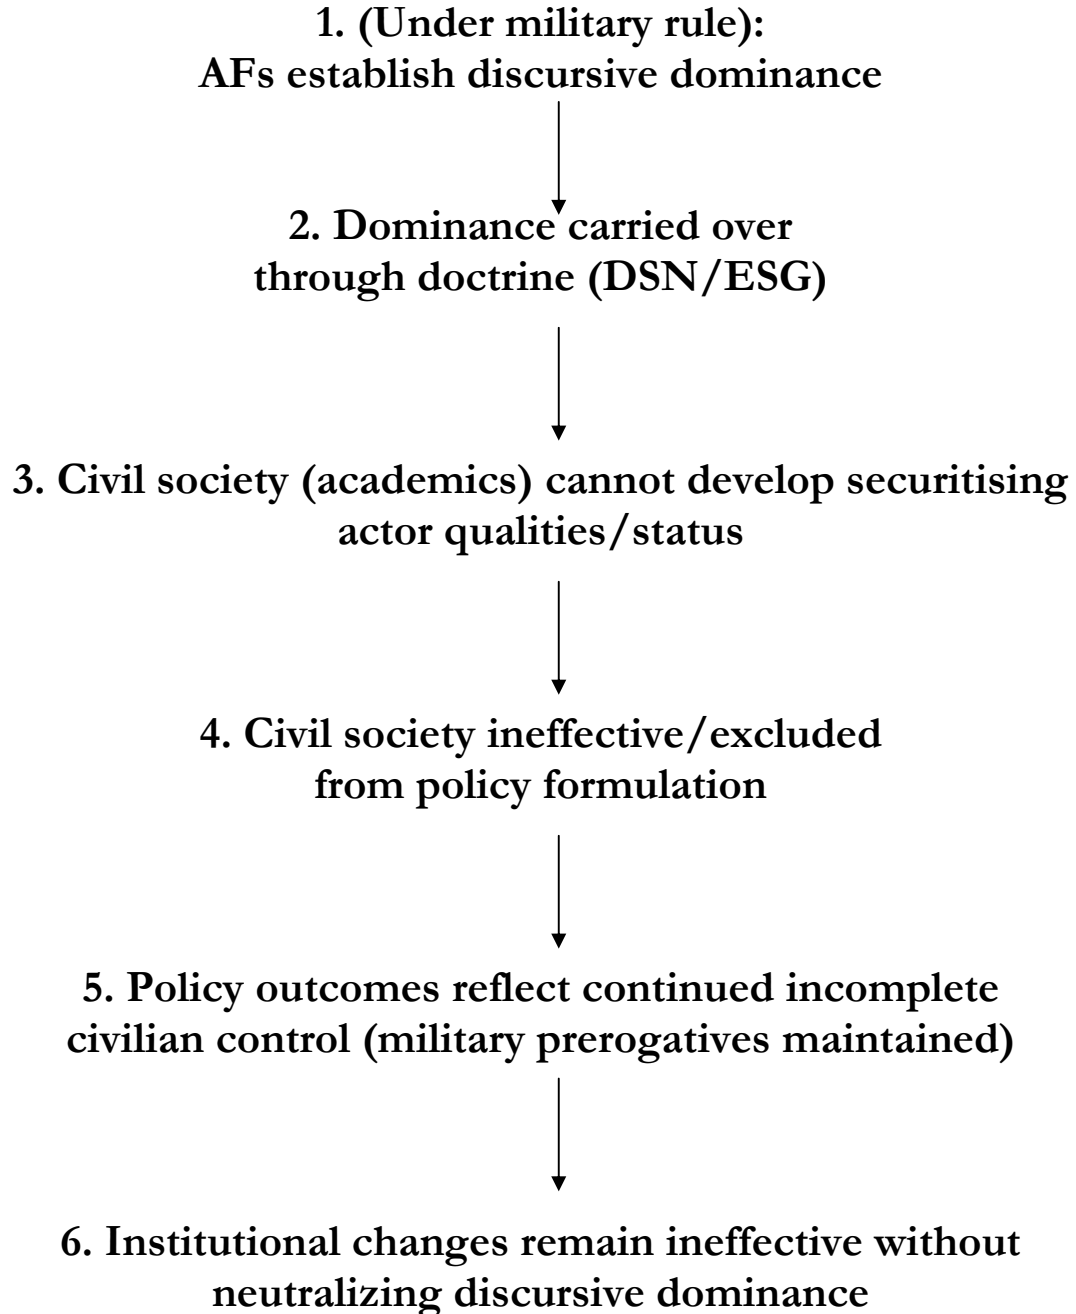 1. (Under military rule):
AFs establish discursive dominance
2. Dominance carried over
through doctrine (DSN/ESG)
3. Civil society (academics) cannot develop securitising
actor qualities/status
4. Civil society ineffective/excluded
from policy formulation
5. Policy outcomes reflect continued incomplete
civilian control (military prerogatives maintained)
6. Institutional changes remain ineffective without
neutralizing discursive dominance